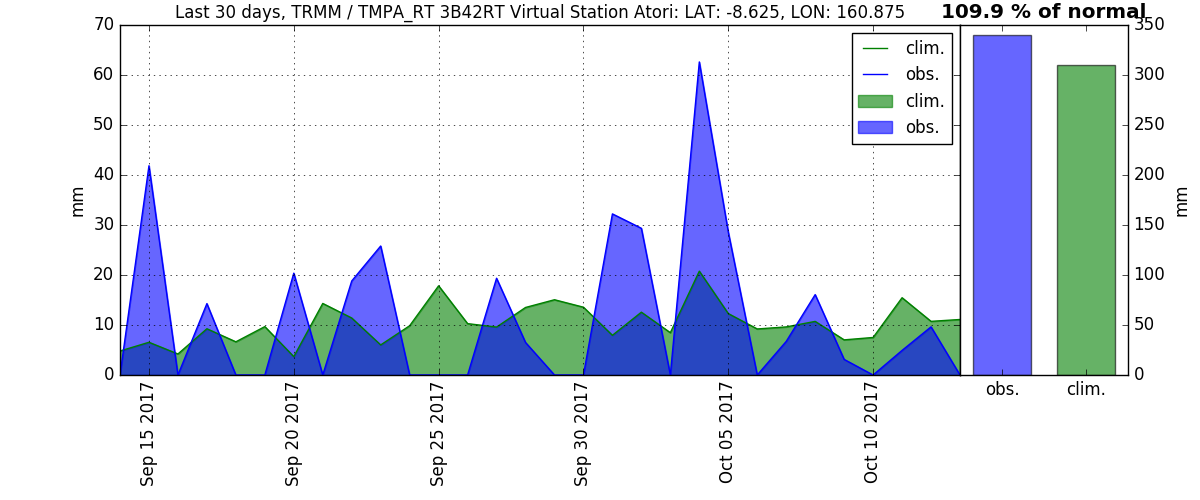 Last 30 days, TRMM / TMPA_RT 3B42RT Virtual Station Atori: LAT: -8.625, LON: 160.875
109.9 % of normal
70
60
50
40
30
20
10
0
mm
clim.
obs.
clim.
obs.
350
300
250
200
150
100
50
0
mm
obs.
clim.
Sep 15 2017
Sep 20 2017
Sep 25 2017
Sep 30 2017
Oct 05 2017
Oct 10 2017